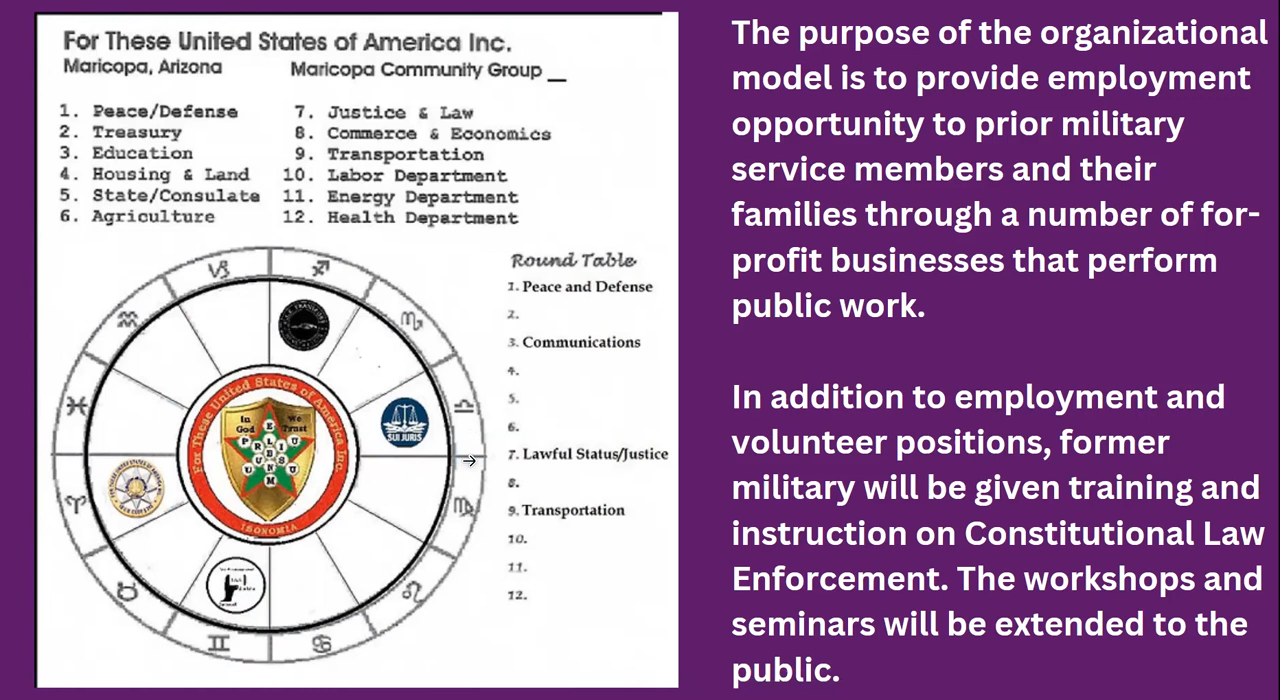 For These United States of America Inc.
Maricopa, Arizona Maricopa Community Group __
1. Peace/Defense 7. Justice & Law
2. Treasury 8. Commerce & Economics
3. Education 9. Transportation
4. Housing & Land 10. Labor Department
5. State/Consulate 11. Energy Department
6. Agriculture 12. Health Department
Round Table
1. Peace and Defense
2.
3. Communications
4.
5.
6.
7. Lawful Status/Justice
8.
9. Transportation
10.
11.
12.
For These United States of America Inc.
In We
God Trust
E
P R L I U
U
N
M
ISONOMIA
SUI JURIS
The purpose of the organizational
model is to provide employment
opportunity to prior military
service members and their
families through a number of for-
profit businesses that perform
public work.
In addition to employment and
volunteer positions, former
military will be given training and
instruction on Constitutional Law
Enforcement. The workshops and
seminars will be extended to the
public.